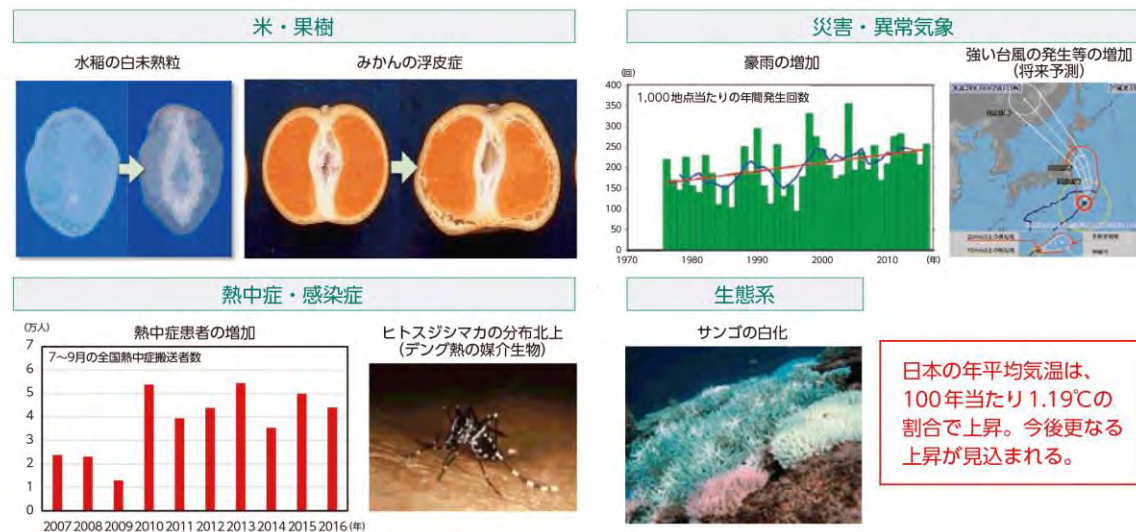 米・果樹
水稲の白未熟粒
みかんの浮皮症
災害・異常気象
豪雨の増加
(回)
1,000地点当たりの年間発生回数
400
350
300
250
200
150
100
50
0
1970
1980
1990
2000
2010
(年)
強い台風の発生等の増加
(将来予測)
熱中症・感染症
熱中症患者の増加
(万人)
7～9月の全国熱中症搬送者数
7
6
5
4
3
2
1
0
2007 2008 2009 2010 2011 2012 2013 2014 2015 2016 (年)
ヒトスジシマカの分布北上
(デング熱の媒介生物)
生態系
サンゴの白化
日本の年平均気温は、
100年当たり1.19℃の
割合で上昇。今後更なる
上昇が見込まれる。